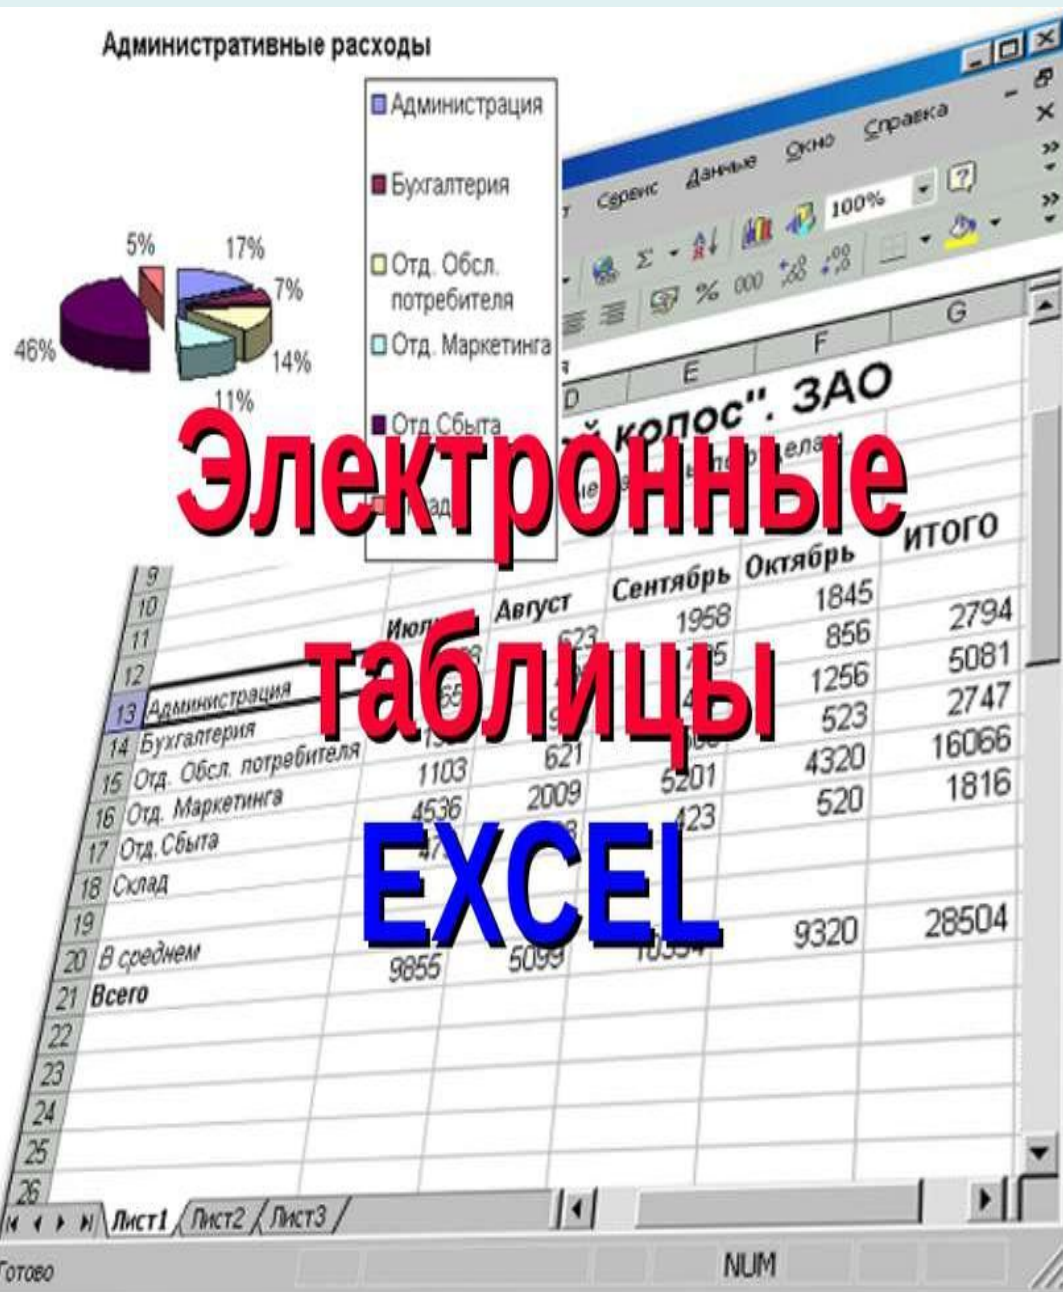 Административные расходы
Администрация
Бухгалтерия
Отд. Обсл.
потребителя
Отд. Маркетинга
Отд.Сбыта
5%
17%
7%
14%
11%
46%
Сервис Данные Окно Справка
100%
% 000
D E F G
колос". ЗАО
Электронные
таблицы
EXCEL
9
10
11
Август Сентябрь Октябрь ИТОГО
12 1958 1845
13 Администрация 856 2794
14 Бухгалтерия 1256 5081
15 Отд. Обсл. потребителя 621 523 2747
16 Отд. Маркетинга 1103 2009 5201 4320 16066
17 Отд.Сбыта 4536 423 520 1816
18 Склад
19
20 В среднем 9855 5099 9320 28504
21 Всего
22
23
24
25
26
Лист1 Лист2 Лист3
Готово NUM